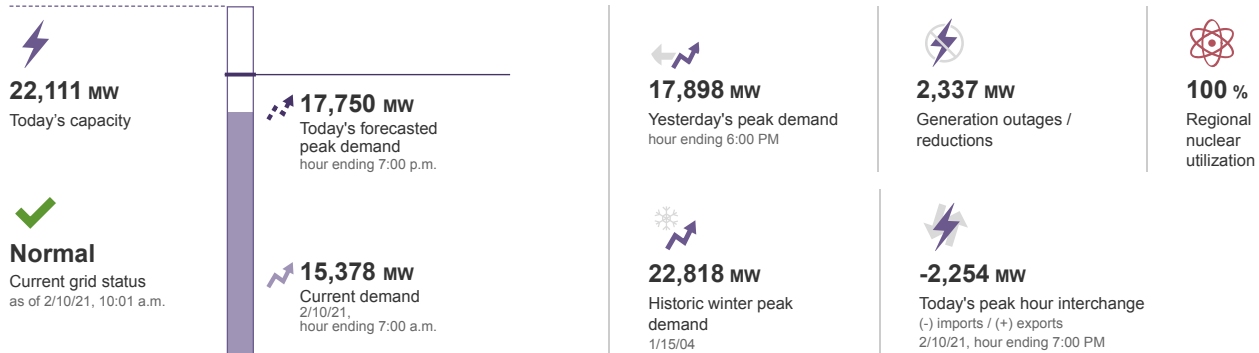 22,111 MW
Today's capacity
Normal
Current grid status
as of 2/10/21, 10:01 a.m.
17,750 MW
Today's forecasted
peak demand
hour ending 7:00 p.m.
15,378 MW
Current demand
2/10/21,
hour ending 7:00 a.m.
17,898 MW
Yesterday's peak demand
hour ending 6:00 PM
2,337 MW
Generation outages /
reductions
100 %
Regional
nuclear
utilization
22,818 MW
Historic winter peak
demand
1/15/04
-2,254 MW
Today's peak hour interchange
(-) imports / (+) exports
2/10/21, hour ending 7:00 PM